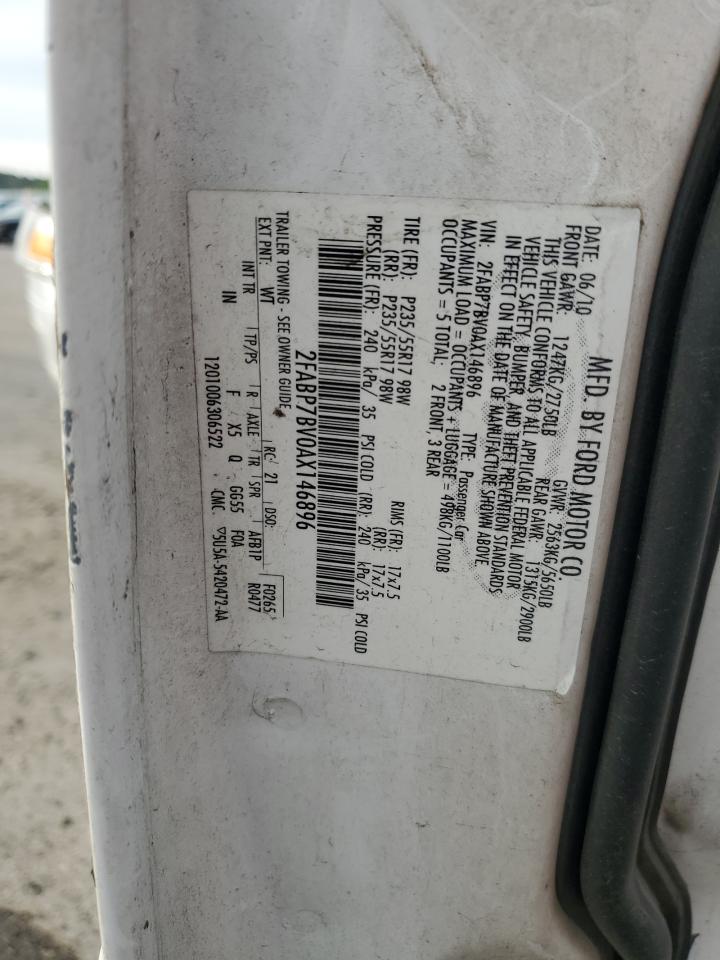 MFD. BY FORD MOTOR CO.
DATE: 06/10 GVWR: 2563KG/5650LB
FRONT GAWR: 1247KG/2750LB REAR GAWR: 1315KG/2900LB
THIS VEHICLE CONFORMS TO ALL APPLICABLE FEDERAL MOTOR
VEHICLE SAFETY, BUMPER, AND THEFT PREVENTION STANDARDS
IN EFFECT ON THE DATE OF MANUFACTURE SHOWN ABOVE.
VIN: 2FABP7BV0AX146896 TYPE: Passenger Car
MAXIMUM LOAD = OCCUPANTS + LUGGAGE = 498KG/1100LB
OCCUPANTS = 5 TOTAL; 2 FRONT, 3 REAR
TIRE (FR): P235/55R17 98W RIMS (FR): 17x7.5
(RR): P235/55R17 98W (RR): 17x7.5
PRESSURE (FR): 240 kPa/ 35 PSI COLD (RR): 240 kPa/35 PSI COLD
2FABP7BV0AX146896
TRAILER TOWING - SEE OWNER GUIDE
EXT PNT: WT RC: 21 DSO: F0265
R0477
INT TR TP/PS R AXLE TR SPR AFB1P
IN F X5 Q GG55 FOA
1201006306522 CMC. ▽5U5A-5420472-AA